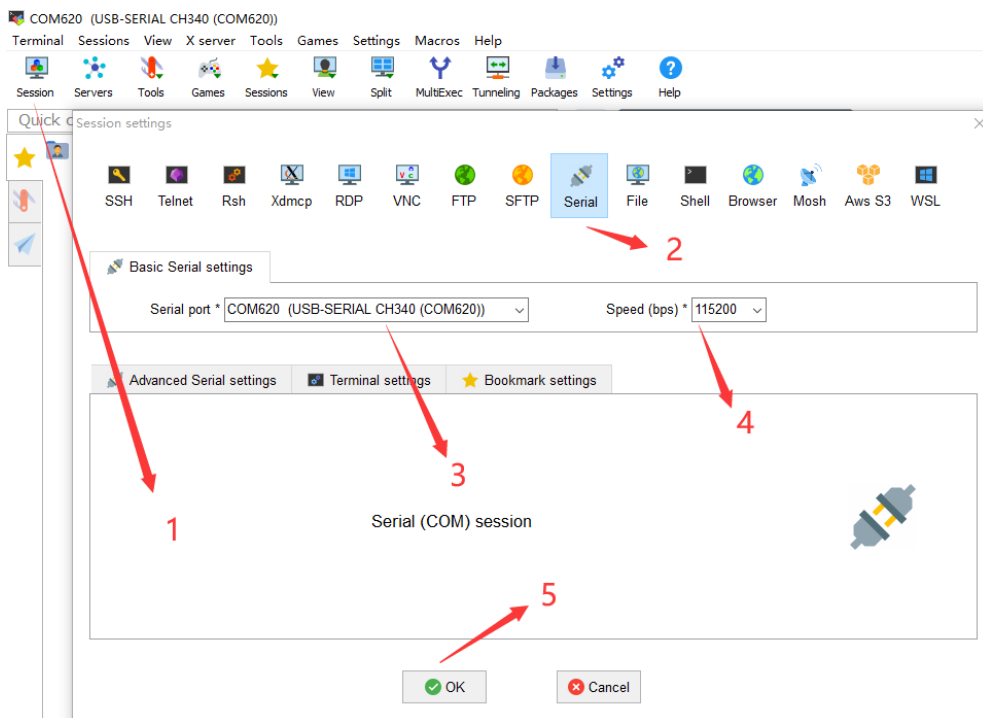 COM620 (USB-SERIAL CH340 (COM620))
Terminal Sessions View X server Tools Games Settings Macros Help
Session Servers Tools Games Sessions View Split MultiExec Tunneling Packages Settings Help
Quick
Session settings
SSH Telnet Rsh Xdmcp RDP VNC FTP SFTP Serial File Shell Browser Mosh Aws S3 WSL
2
Basic Serial settings
Serial port * COM620 (USB-SERIAL CH340 (COM620)) Speed (bps) * 115200
Advanced Serial settings Terminal settings Bookmark settings
4
3
1
Serial (COM) session
5
OK Cancel